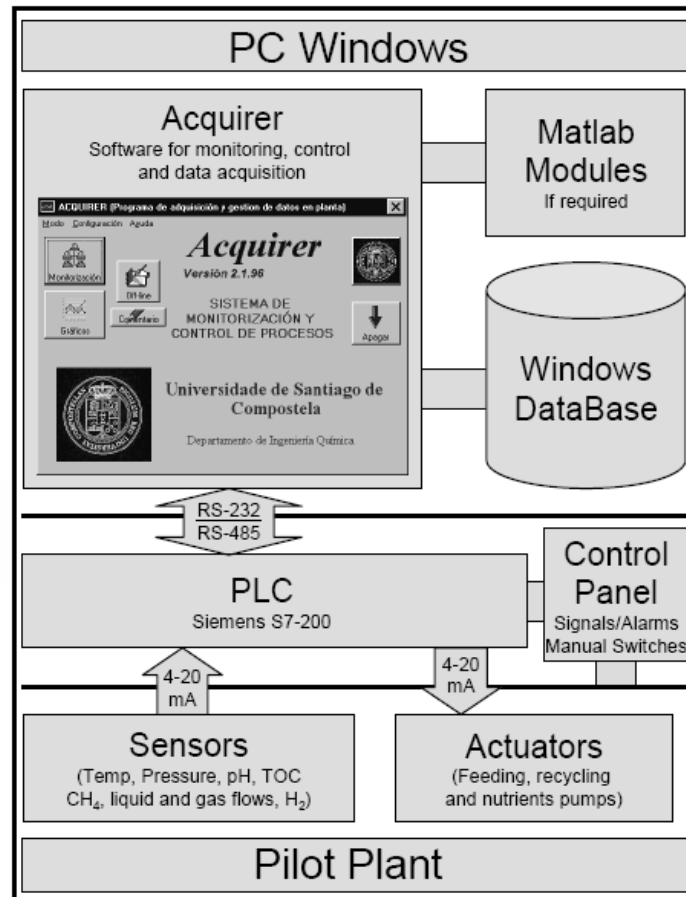 PC Windows
Acquirer
Software for monitoring, control
and data acquisition
ACQUIRER (Programa de adquisición y gestion de datos en planta)
Modo Configuración Ayuda
Monitorización
Off-line
Gráficos
Comentario
Acquirer
Versión 2.1.96
SISTEMA DE
MONITORIZACIÓN Y
CONTROL DE PROCESOS
Apagar
Universidade de Santiago de
Compostela
Departamento de Ingeniería Química
Matlab
Modules
If required
Windows
DataBase
RS-232
RS-485
PLC
Siemens S7-200
Control
Panel
Signals/Alarms
Manual Switches
4-20
mA
4-20
mA
Sensors
(Temp, Pressure, pH, TOC
CH₄, liquid and gas flows, H₂)
Actuators
(Feeding, recycling
and nutrients pumps)
Pilot Plant